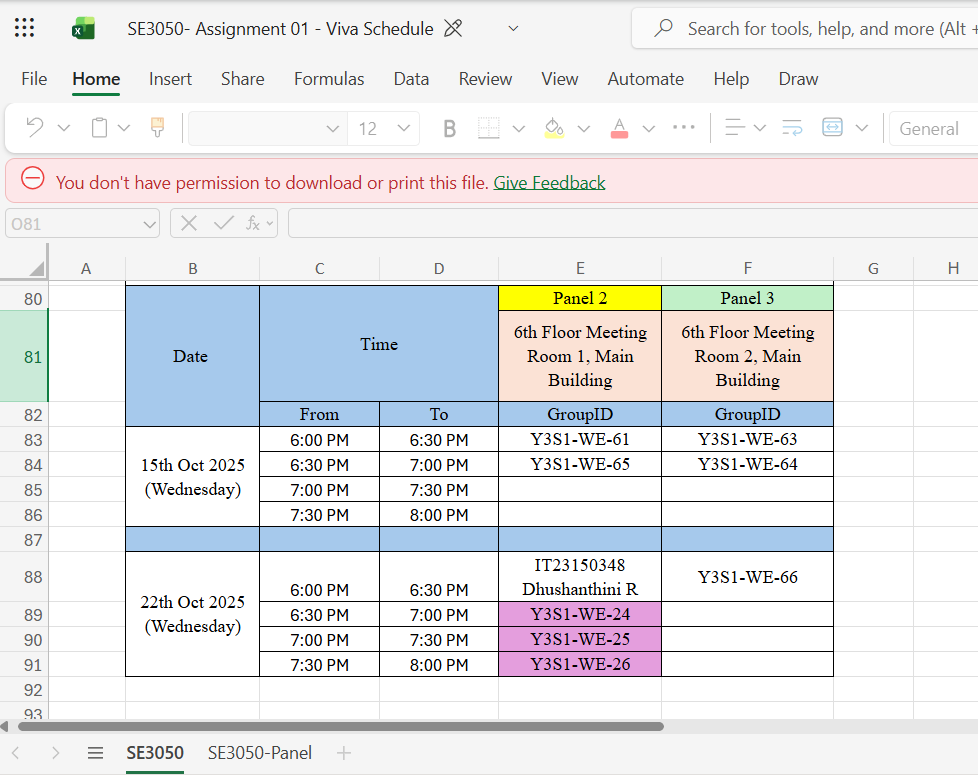 SE3050- Assignment 01 - Viva Schedule
Search for tools, help, and more (Alt +
File Home Insert Share Formulas Data Review View Automate Help Draw
12 B A General
You don't have permission to download or print this file. Give Feedback
O81 fx
A B C D E F G H
80 Panel 2 Panel 3
81 Date Time 6th Floor Meeting Room 1, Main Building 6th Floor Meeting Room 2, Main Building
82 From To GroupID GroupID
83 6:00 PM 6:30 PM Y3S1-WE-61 Y3S1-WE-63
84 15th Oct 2025 (Wednesday) 6:30 PM 7:00 PM Y3S1-WE-65 Y3S1-WE-64
85 7:00 PM 7:30 PM
86 7:30 PM 8:00 PM
87
88 6:00 PM 6:30 PM IT23150348 Dhushanthini R Y3S1-WE-66
89 22th Oct 2025 (Wednesday) 6:30 PM 7:00 PM Y3S1-WE-24
90 7:00 PM 7:30 PM Y3S1-WE-25
91 7:30 PM 8:00 PM Y3S1-WE-26
92
93
SE3050 SE3050-Panel